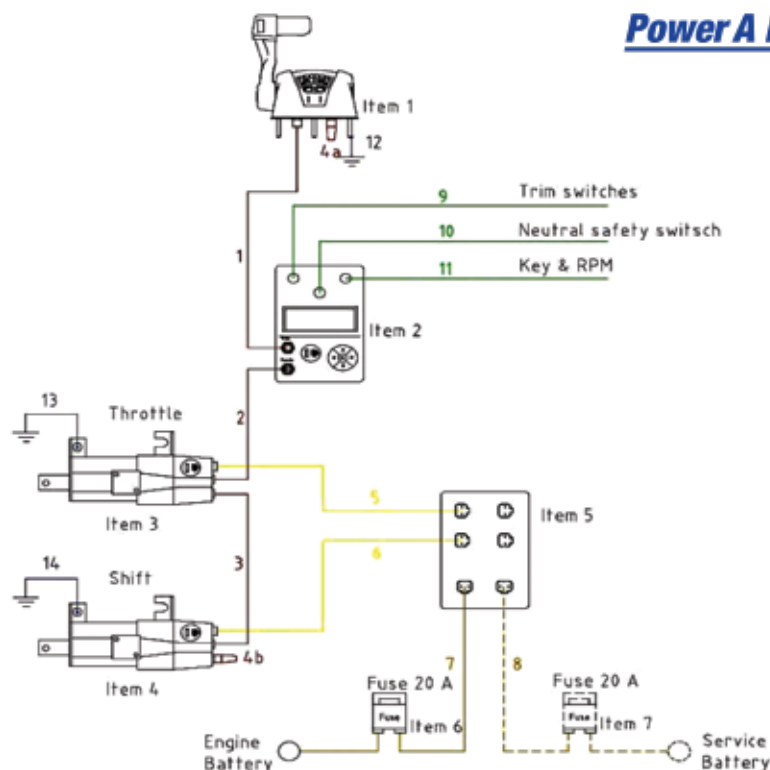 Power A
Item 1
12
4a
9 Trim switches
10 Neutral safety switsch
11 Key & RPM
1
Item 2
13
Throttle
2
5
Item 5
Item 3
6
14
Shift
3
4b
7
8
Item 4
Fuse 20 A
Fuse 20 A
Fuse
Item 6
Fuse
Item 7
Engine
Battery
Service
Battery